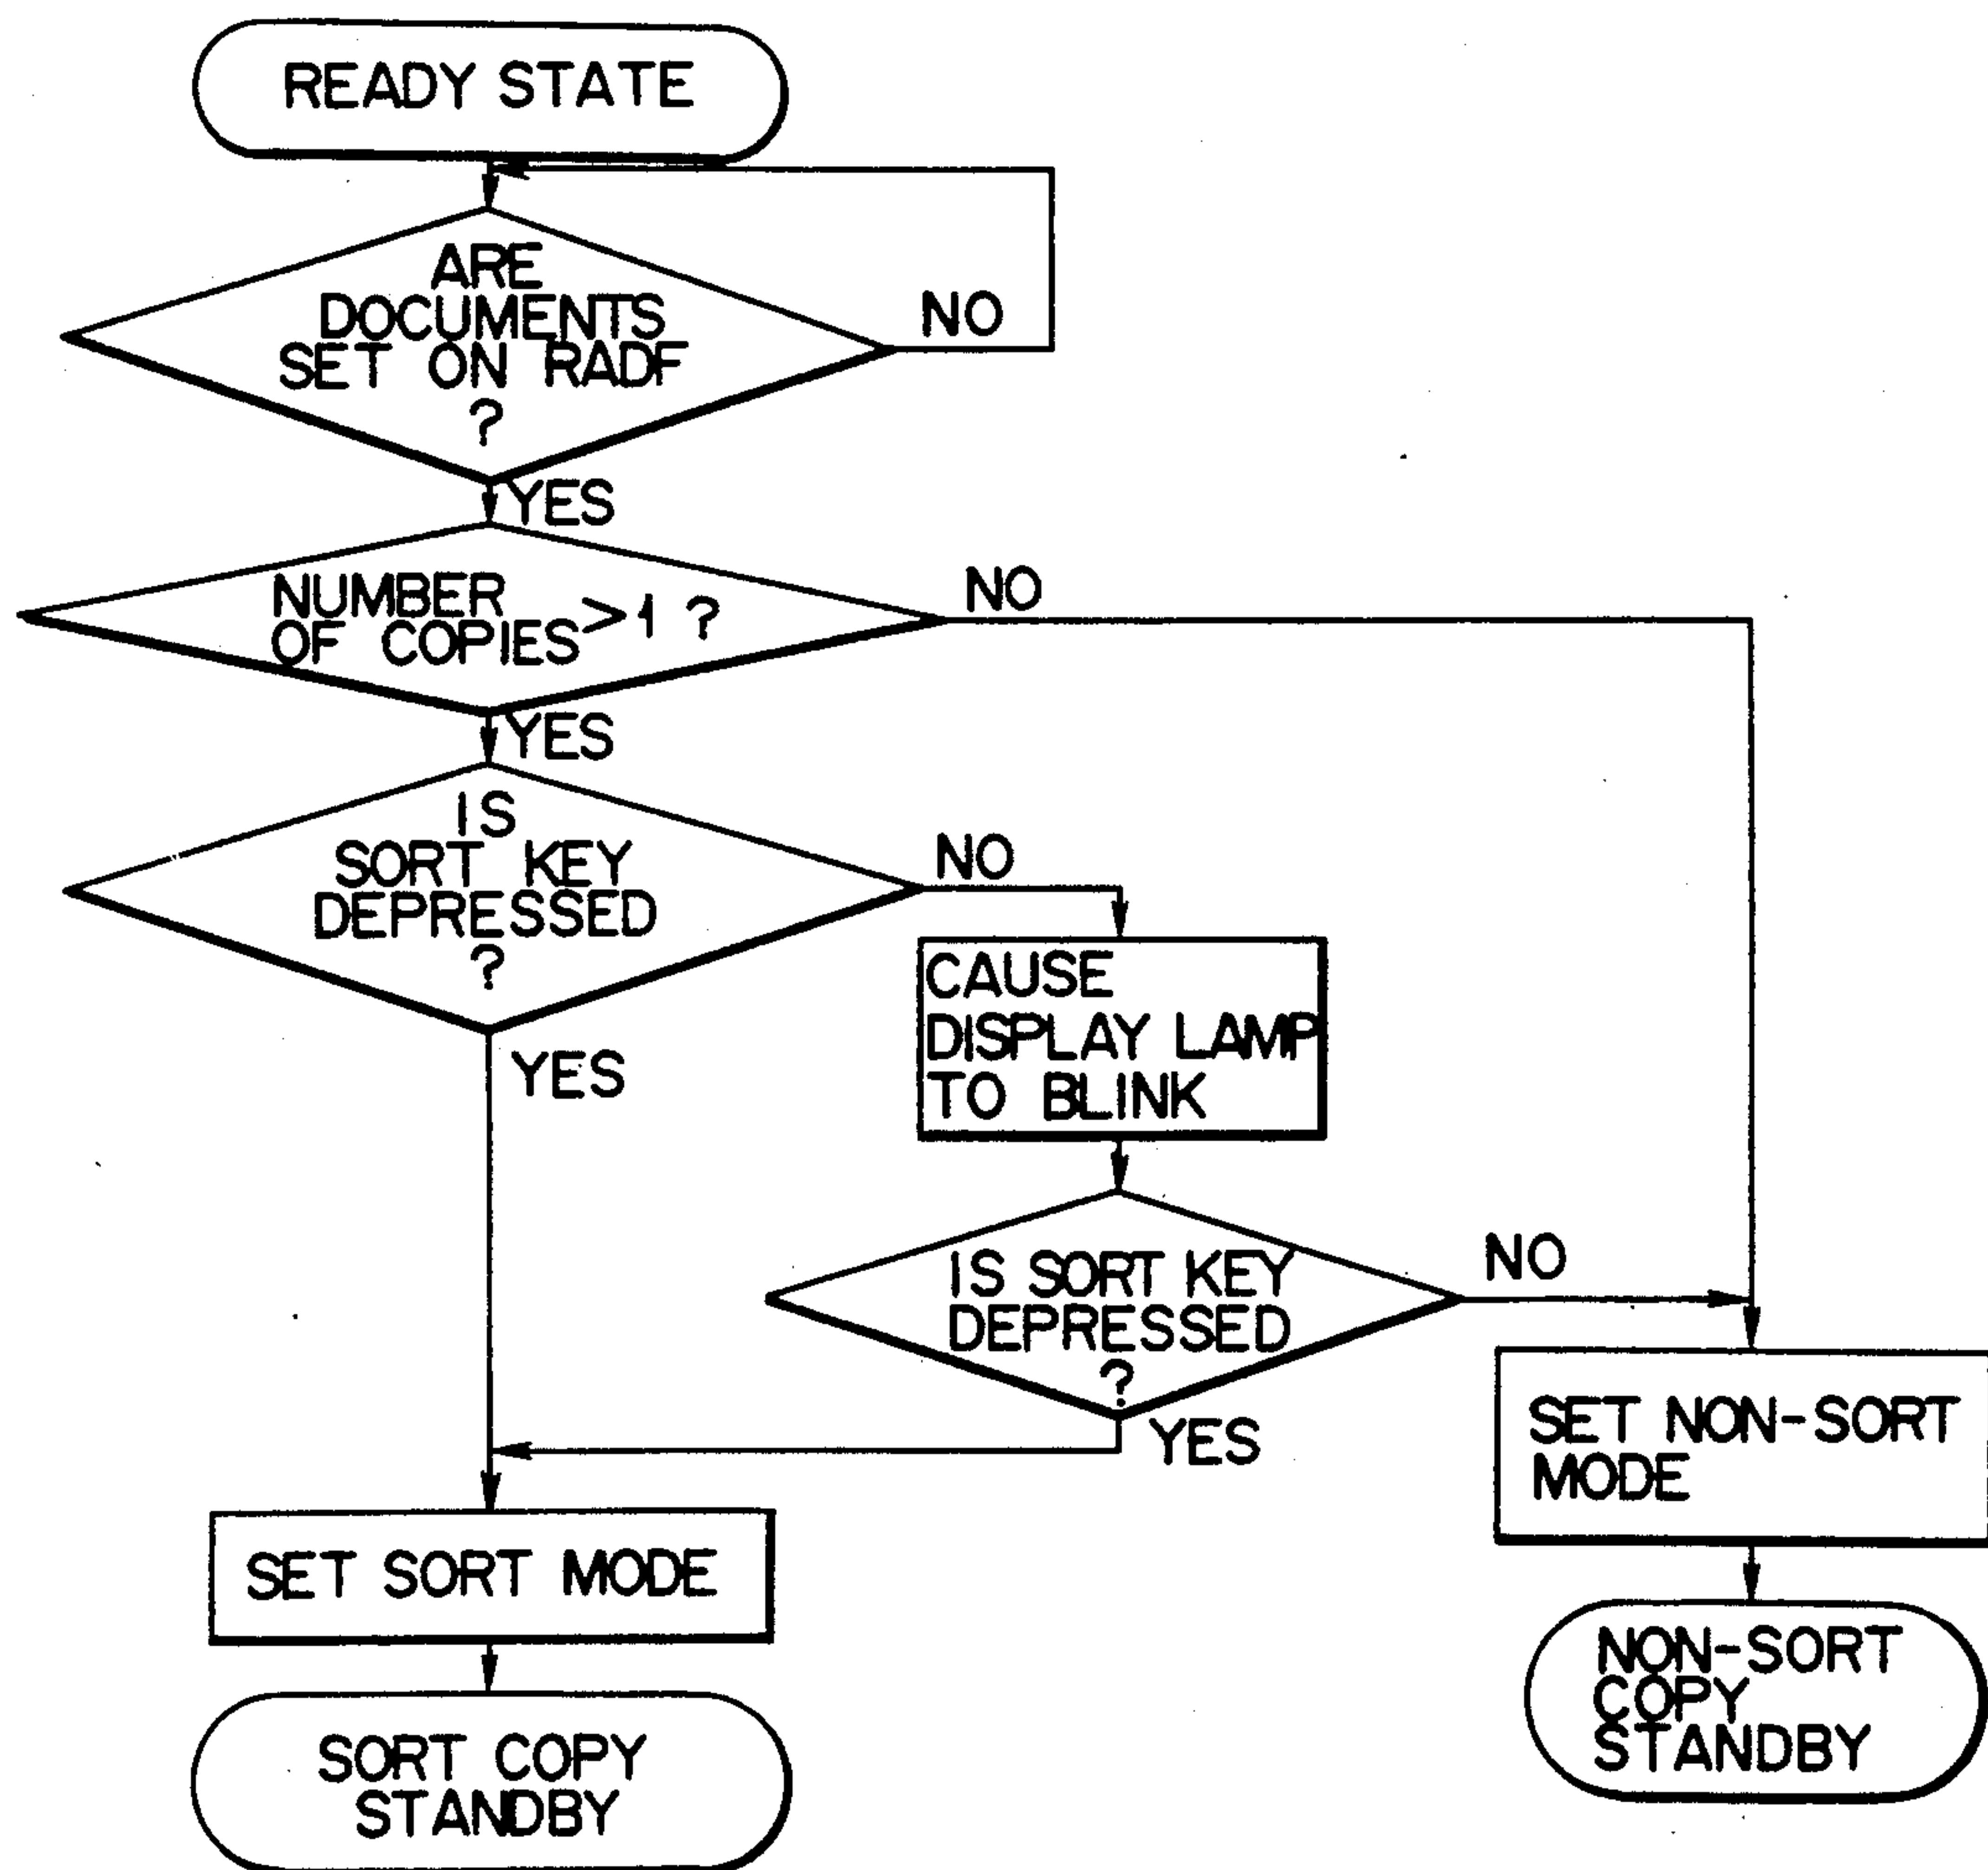 READY STATE
ARE
DOCUMENTS
SET ON RADF
?
NO
YES
NUMBER
OF COPIES >1 ?
NO
YES
IS
SORT KEY
DEPRESSED
?
NO
YES
CAUSE
DISPLAY LAMP
TO BLINK
IS SORT KEY
DEPRESSED
?
NO
YES
SET NON-SORT
MODE
SET SORT MODE
NON-SORT
COPY
STANDBY
SORT COPY
STANDBY